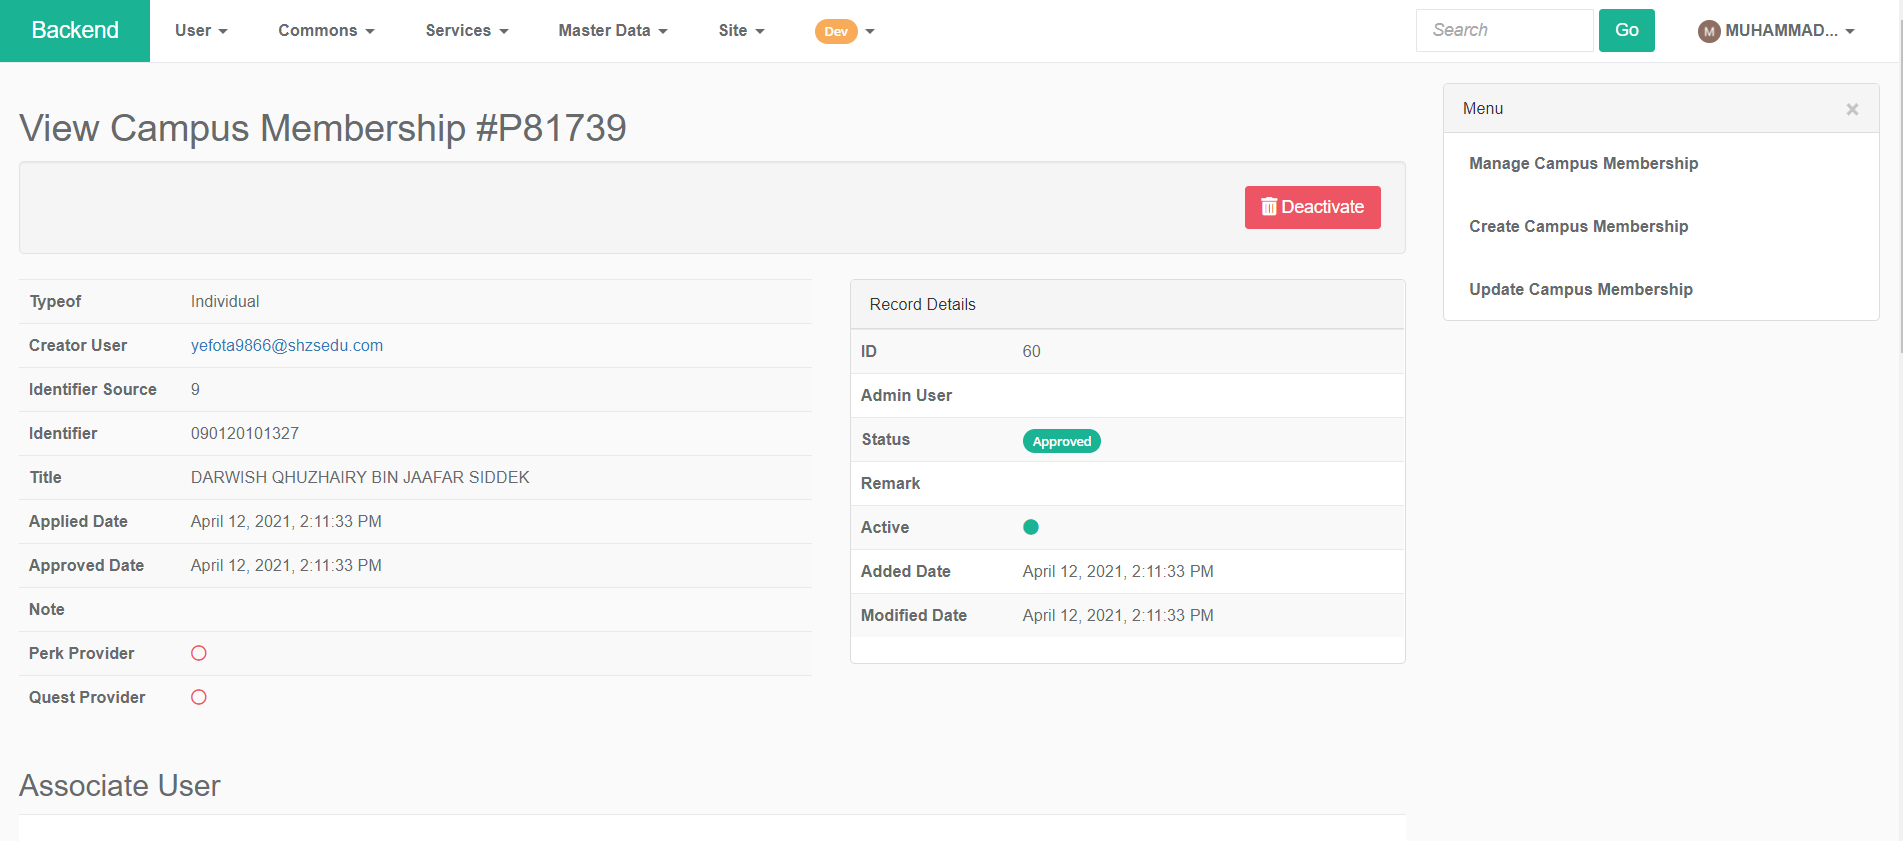 Backend
User
Commons
Services
Master Data
Site
Dev
Search
Go
M MUHAMMAD...
View Campus Membership #P81739
Deactivate
Typeof Individual
Creator User yefota9866@shzsedu.com
Identifier Source 9
Identifier 090120101327
Title DARWISH QHUZHAIRY BIN JAAFAR SIDDEK
Applied Date April 12, 2021, 2:11:33 PM
Approved Date April 12, 2021, 2:11:33 PM
Note
Perk Provider
Quest Provider
Record Details
ID 60
Admin User
Status Approved
Remark
Active
Added Date April 12, 2021, 2:11:33 PM
Modified Date April 12, 2021, 2:11:33 PM
Menu ×
Manage Campus Membership
Create Campus Membership
Update Campus Membership
Associate User